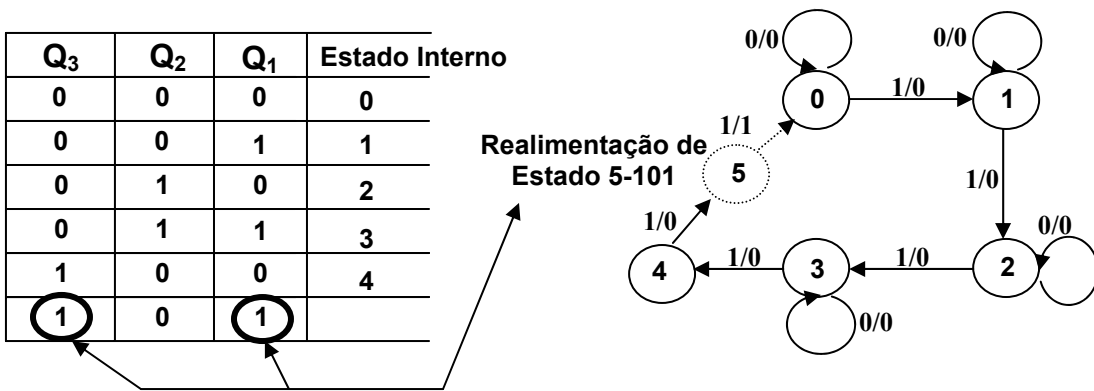 Q3 Q2 Q1 Estado Interno
0 0 0 0
0 0 1 1
0 1 0 2
0 1 1 3
1 0 0 4
1 0 1
Realimentação de
Estado 5-101
0/0 0/0
0 1/0 1
1/1
5
1/0
1/0
0/0
4 1/0 3 1/0 2
0/0